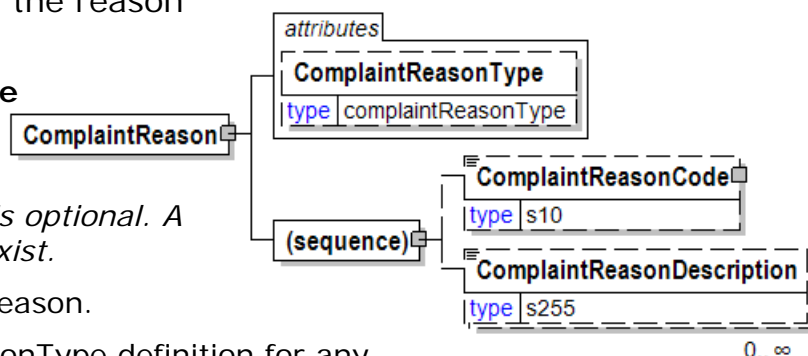 the reason
attributes
ComplaintReasonType
e
type complaintReasonType
ComplaintReason
ComplaintReasonCode
s optional. A
type s10
xist.
(sequence)
ComplaintReasonDescription
eason.
type s255
onType definition for any
0..∞